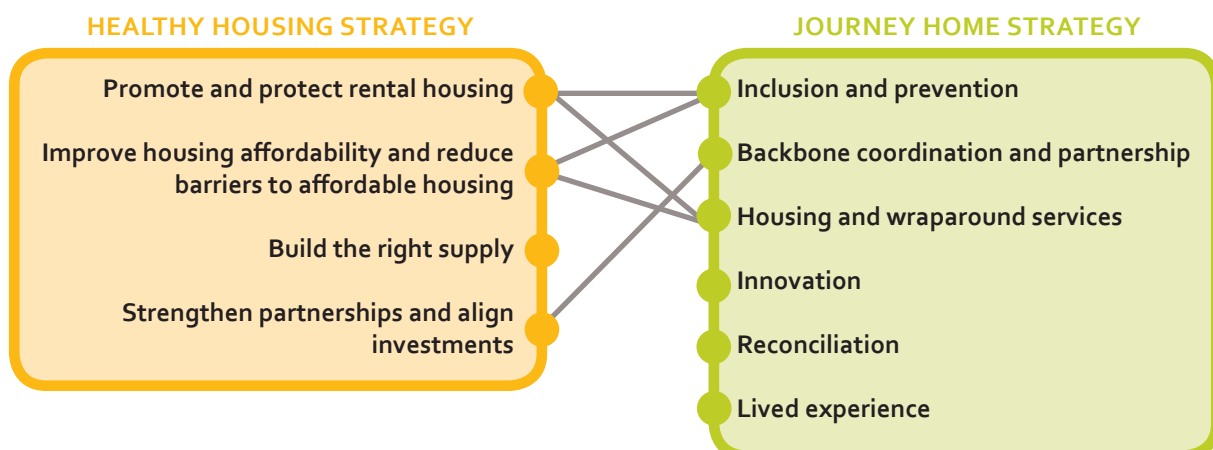 HEALTHY HOUSING STRATEGY
Promote and protect rental housing
Improve housing affordability and reduce
barriers to affordable housing
Build the right supply
Strengthen partnerships and align
investments
JOURNEY HOME STRATEGY
Inclusion and prevention
Backbone coordination and partnership
Housing and wraparound services
Innovation
Reconciliation
Lived experience